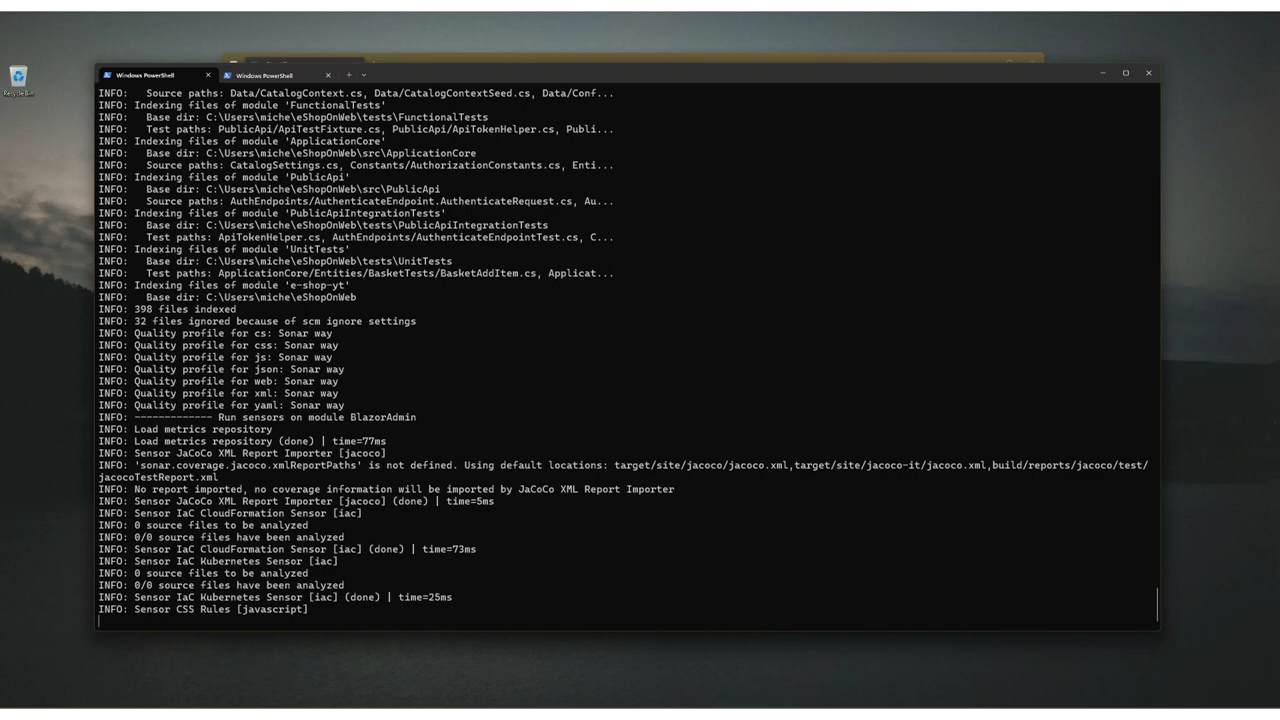 Recycle Bin
Windows PowerShell
Windows PowerShell
INFO:   Source paths: Data/CatalogContext.cs, Data/CatalogContextSeed.cs, Data/Conf...
INFO: Indexing files of module 'FunctionalTests'
INFO:   Base dir: C:\Users\miche\eShopOnWeb\tests\FunctionalTests
INFO:   Test paths: PublicApi/ApiTestFixture.cs, PublicApi/ApiTokenHelper.cs, Publi...
INFO: Indexing files of module 'ApplicationCore'
INFO:   Base dir: C:\Users\miche\eShopOnWeb\src\ApplicationCore
INFO:   Source paths: CatalogSettings.cs, Constants/AuthorizationConstants.cs, Enti...
INFO: Indexing files of module 'PublicApi'
INFO:   Base dir: C:\Users\miche\eShopOnWeb\src\PublicApi
INFO:   Source paths: AuthEndpoints/AuthenticateEndpoint.AuthenticateRequest.cs, Au...
INFO: Indexing files of module 'PublicApiIntegrationTests'
INFO:   Base dir: C:\Users\miche\eShopOnWeb\tests\PublicApiIntegrationTests
INFO:   Test paths: ApiTokenHelper.cs, AuthEndpoints/AuthenticateEndpointTest.cs, C...
INFO: Indexing files of module 'UnitTests'
INFO:   Base dir: C:\Users\miche\eShopOnWeb\tests\UnitTests
INFO:   Test paths: ApplicationCore/Entities/BasketTests/BasketAddItem.cs, Applicat...
INFO: Indexing files of module 'e-shop-yt'
INFO:   Base dir: C:\Users\miche\eShopOnWeb
INFO: 398 files indexed
INFO: 32 files ignored because of scm ignore settings
INFO: Quality profile for cs: Sonar way
INFO: Quality profile for css: Sonar way
INFO: Quality profile for js: Sonar way
INFO: Quality profile for json: Sonar way
INFO: Quality profile for web: Sonar way
INFO: Quality profile for xml: Sonar way
INFO: Quality profile for yaml: Sonar way
INFO: ------------- Run sensors on module BlazorAdmin
INFO: Load metrics repository
INFO: Load metrics repository (done) | time=77ms
INFO: Sensor JaCoCo XML Report Importer [jacoco]
INFO: 'sonar.coverage.jacoco.xmlReportPaths' is not defined. Using default locations: target/site/jacoco/jacoco.xml,target/site/jacoco-it/jacoco.xml,build/reports/jacoco/test/
jacocoTestReport.xml
INFO: No report imported, no coverage information will be imported by JaCoCo XML Report Importer
INFO: Sensor JaCoCo XML Report Importer [jacoco] (done) | time=5ms
INFO: Sensor IaC CloudFormation Sensor [iac]
INFO: 0 source files to be analyzed
INFO: 0/0 source files have been analyzed
INFO: Sensor IaC CloudFormation Sensor [iac] (done) | time=73ms
INFO: Sensor IaC Kubernetes Sensor [iac]
INFO: 0 source files to be analyzed
INFO: 0/0 source files have been analyzed
INFO: Sensor IaC Kubernetes Sensor [iac] (done) | time=25ms
INFO: Sensor CSS Rules [javascript]